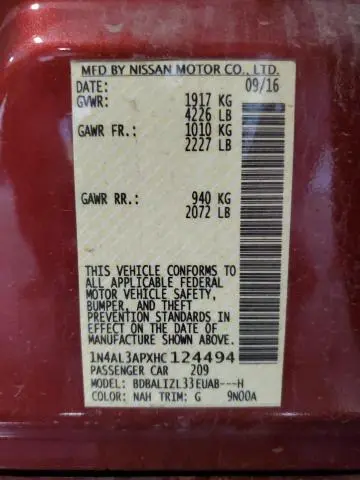 MFD BY NISSAN MOTOR CO., LTD.
DATE: 09/16
GVWR: 1917 KG
4226 LB
GAWR FR.: 1010 KG
2227 LB
GAWR RR.: 940 KG
2072 LB
THIS VEHICLE CONFORMS TO
ALL APPLICABLE FEDERAL
MOTOR VEHICLE SAFETY,
BUMPER, AND THEFT
PREVENTION STANDARDS IN
EFFECT ON THE DATE OF
MANUFACTURE SHOWN ABOVE.
1N4AL3APXHC124494
PASSENGER CAR 209
MODEL: BDBALIZL33EUAB---H
COLOR: NAH TRIM: G 9N00A